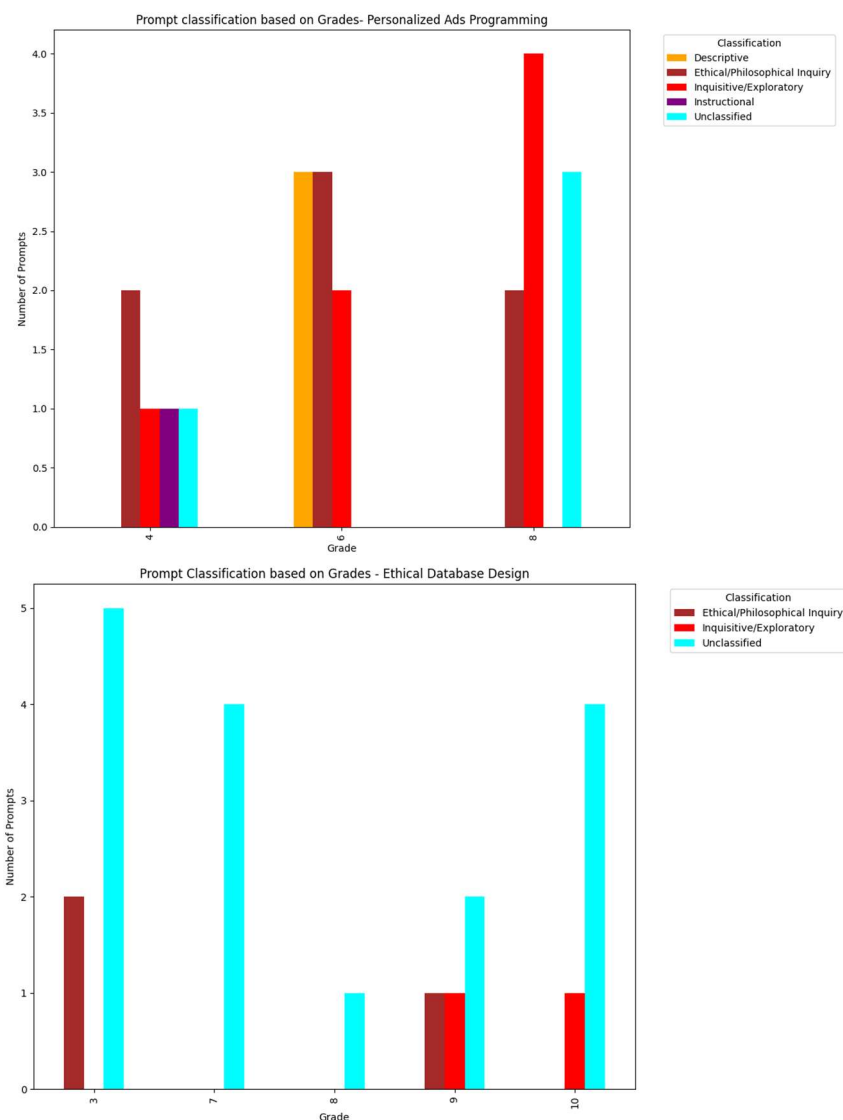 Prompt classification based on Grades- Personalized Ads Programming
Classification
Descriptive
Ethical/Philosophical Inquiry
Inquisitive/Exploratory
Instructional
Unclassified
Number of Prompts
4.0
3.5
3.0
2.5
2.0
1.5
1.0
0.5
0.0
4
6
8
Grade
Prompt Classification based on Grades - Ethical Database Design
Classification
Ethical/Philosophical Inquiry
Inquisitive/Exploratory
Unclassified
Number of Prompts
5
4
3
2
1
0
3
7
8
9
10
Grade